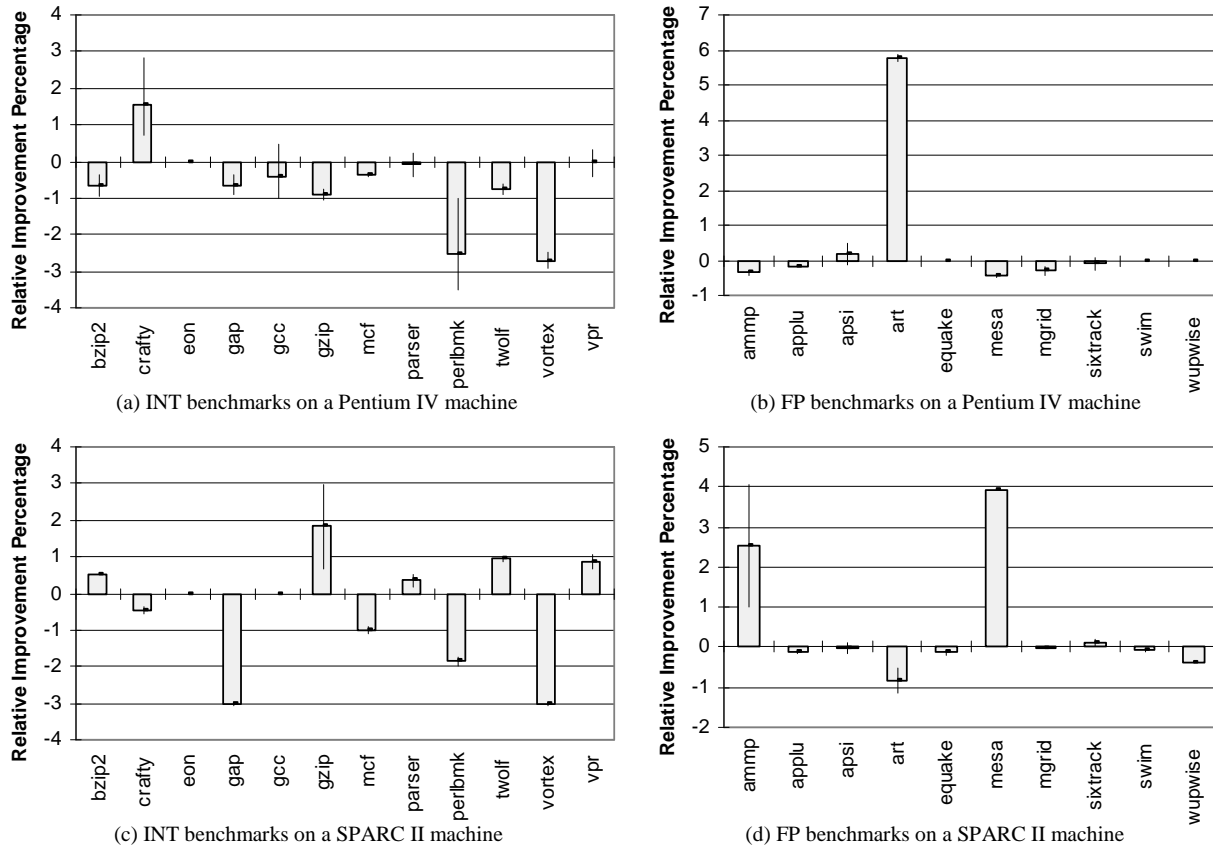 Relative Improvement Percentage
4
3
2
1
0
-1
-2
-3
-4
bzip2
crafty
eon
gap
gcc
gzip
mcf
parser
perlbmk
twolf
vortex
vpr
(a) INT benchmarks on a Pentium IV machine
Relative Improvement Percentage
7
6
5
4
3
2
1
0
-1
ammp
applu
apsi
art
equake
mesa
mgrid
sixtrack
swim
wupwise
(b) FP benchmarks on a Pentium IV machine
Relative Improvement Percentage
4
3
2
1
0
-1
-2
-3
-4
bzip2
crafty
eon
gap
gcc
gzip
mcf
parser
perlbmk
twolf
vortex
vpr
(c) INT benchmarks on a SPARC II machine
Relative Improvement Percentage
5
4
3
2
1
0
-1
-2
ammp
applu
apsi
art
equake
mesa
mgrid
sixtrack
swim
wupwise
(d) FP benchmarks on a SPARC II machine